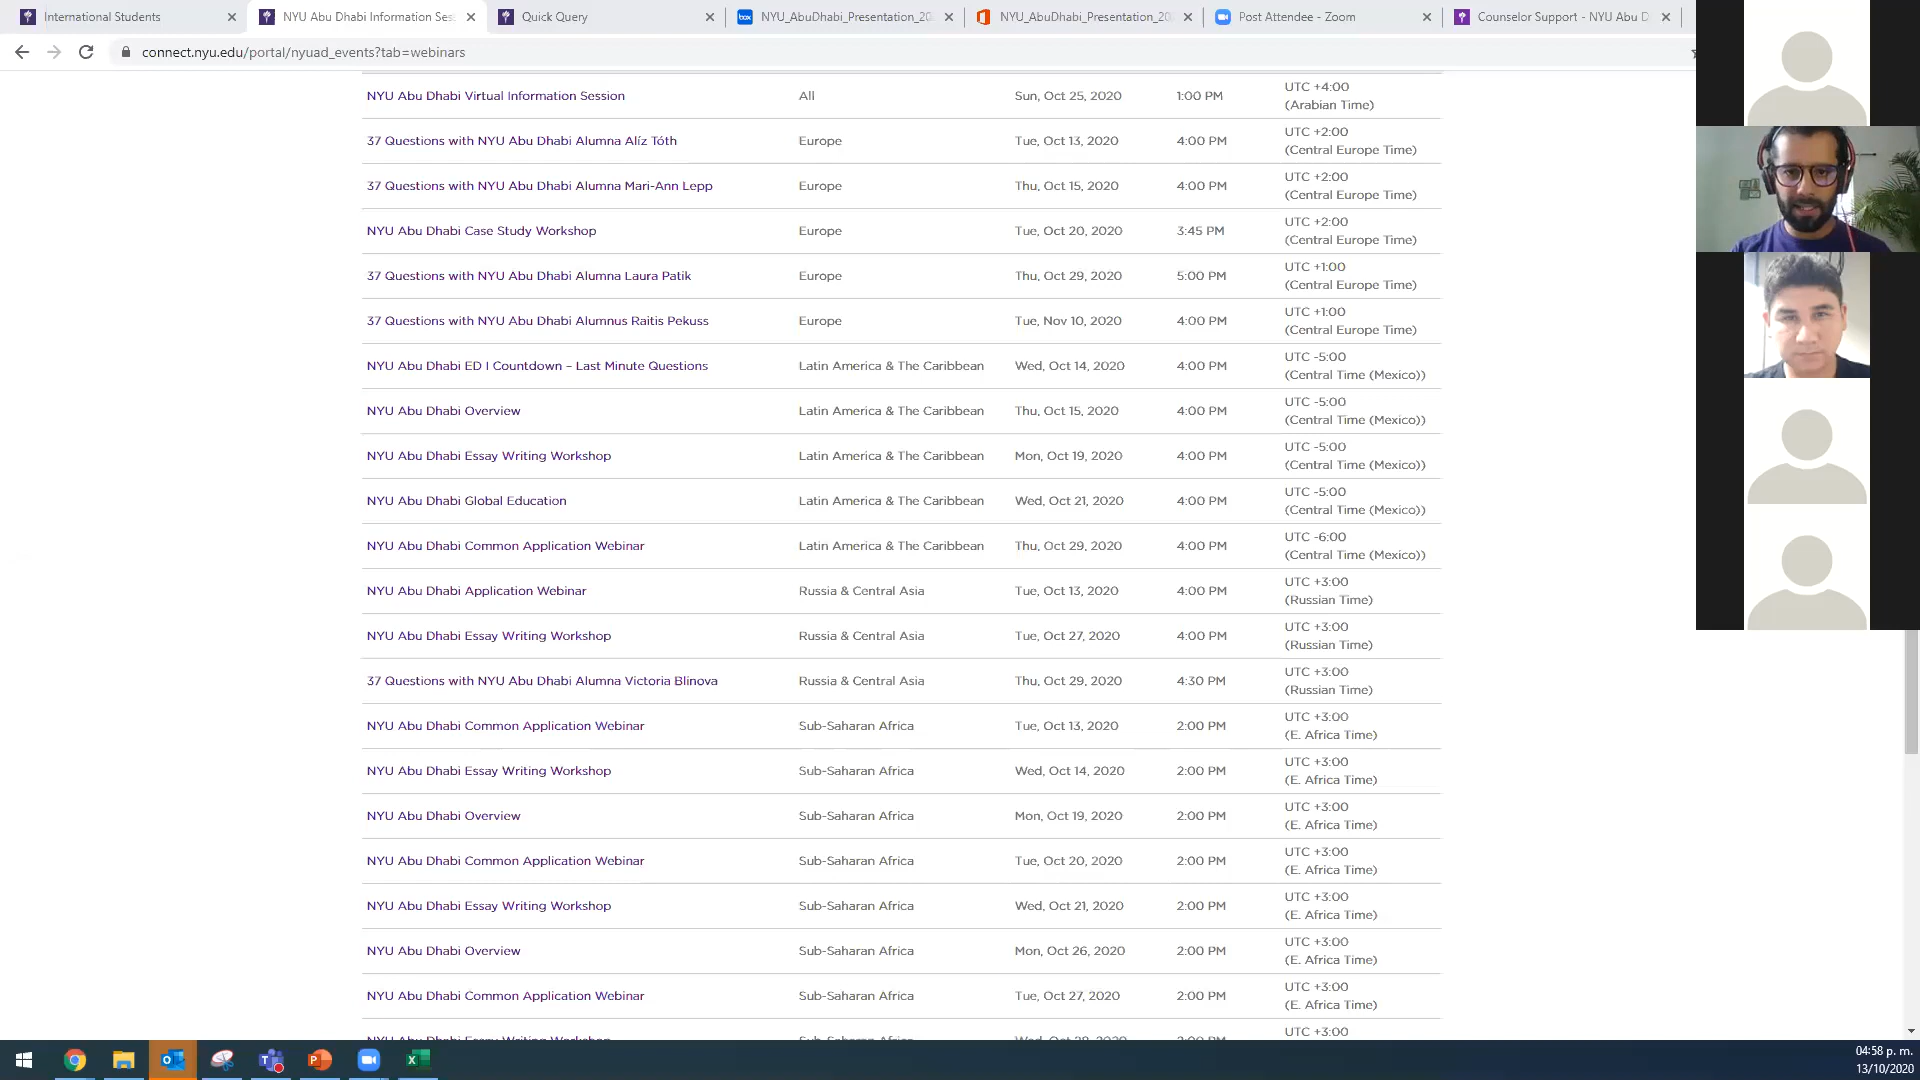 International Students
NYU Abu Dhabi Information Ses
Quick Query
NYU_AbuDhabi_Presentation_20
NYU_AbuDhabi_Presentation_20
Post Attendee - Zoom
Counselor Support - NYU Abu D
connect.nyu.edu/portal/nyuad_events?tab=webinars
NYU Abu Dhabi Virtual Information Session All Sun, Oct 25, 2020 1:00 PM UTC +4:00
(Arabian Time)
37 Questions with NYU Abu Dhabi Alumna Alíz Tóth Europe Tue, Oct 13, 2020 4:00 PM UTC +2:00
(Central Europe Time)
37 Questions with NYU Abu Dhabi Alumna Mari-Ann Lepp Europe Thu, Oct 15, 2020 4:00 PM UTC +2:00
(Central Europe Time)
NYU Abu Dhabi Case Study Workshop Europe Tue, Oct 20, 2020 3:45 PM UTC +2:00
(Central Europe Time)
37 Questions with NYU Abu Dhabi Alumna Laura Patik Europe Thu, Oct 29, 2020 5:00 PM UTC +1:00
(Central Europe Time)
37 Questions with NYU Abu Dhabi Alumnus Raitis Pekuss Europe Tue, Nov 10, 2020 4:00 PM UTC +1:00
(Central Europe Time)
NYU Abu Dhabi ED I Countdown – Last Minute Questions Latin America & The Caribbean Wed, Oct 14, 2020 4:00 PM UTC -5:00
(Central Time (Mexico))
NYU Abu Dhabi Overview Latin America & The Caribbean Thu, Oct 15, 2020 4:00 PM UTC -5:00
(Central Time (Mexico))
NYU Abu Dhabi Essay Writing Workshop Latin America & The Caribbean Mon, Oct 19, 2020 4:00 PM UTC -5:00
(Central Time (Mexico))
NYU Abu Dhabi Global Education Latin America & The Caribbean Wed, Oct 21, 2020 4:00 PM UTC -5:00
(Central Time (Mexico))
NYU Abu Dhabi Common Application Webinar Latin America & The Caribbean Thu, Oct 29, 2020 4:00 PM UTC -6:00
(Central Time (Mexico))
NYU Abu Dhabi Application Webinar Russia & Central Asia Tue, Oct 13, 2020 4:00 PM UTC +3:00
(Russian Time)
NYU Abu Dhabi Essay Writing Workshop Russia & Central Asia Tue, Oct 27, 2020 4:00 PM UTC +3:00
(Russian Time)
37 Questions with NYU Abu Dhabi Alumna Victoria Blinova Russia & Central Asia Thu, Oct 29, 2020 4:30 PM UTC +3:00
(Russian Time)
NYU Abu Dhabi Common Application Webinar Sub-Saharan Africa Tue, Oct 13, 2020 2:00 PM UTC +3:00
(E. Africa Time)
NYU Abu Dhabi Essay Writing Workshop Sub-Saharan Africa Wed, Oct 14, 2020 2:00 PM UTC +3:00
(E. Africa Time)
NYU Abu Dhabi Overview Sub-Saharan Africa Mon, Oct 19, 2020 2:00 PM UTC +3:00
(E. Africa Time)
NYU Abu Dhabi Common Application Webinar Sub-Saharan Africa Tue, Oct 20, 2020 2:00 PM UTC +3:00
(E. Africa Time)
NYU Abu Dhabi Essay Writing Workshop Sub-Saharan Africa Wed, Oct 21, 2020 2:00 PM UTC +3:00
(E. Africa Time)
NYU Abu Dhabi Overview Sub-Saharan Africa Mon, Oct 26, 2020 2:00 PM UTC +3:00
(E. Africa Time)
NYU Abu Dhabi Common Application Webinar Sub-Saharan Africa Tue, Oct 27, 2020 2:00 PM UTC +3:00
(E. Africa Time)
UTC +3:00
04:58 p. m.
13/10/2020